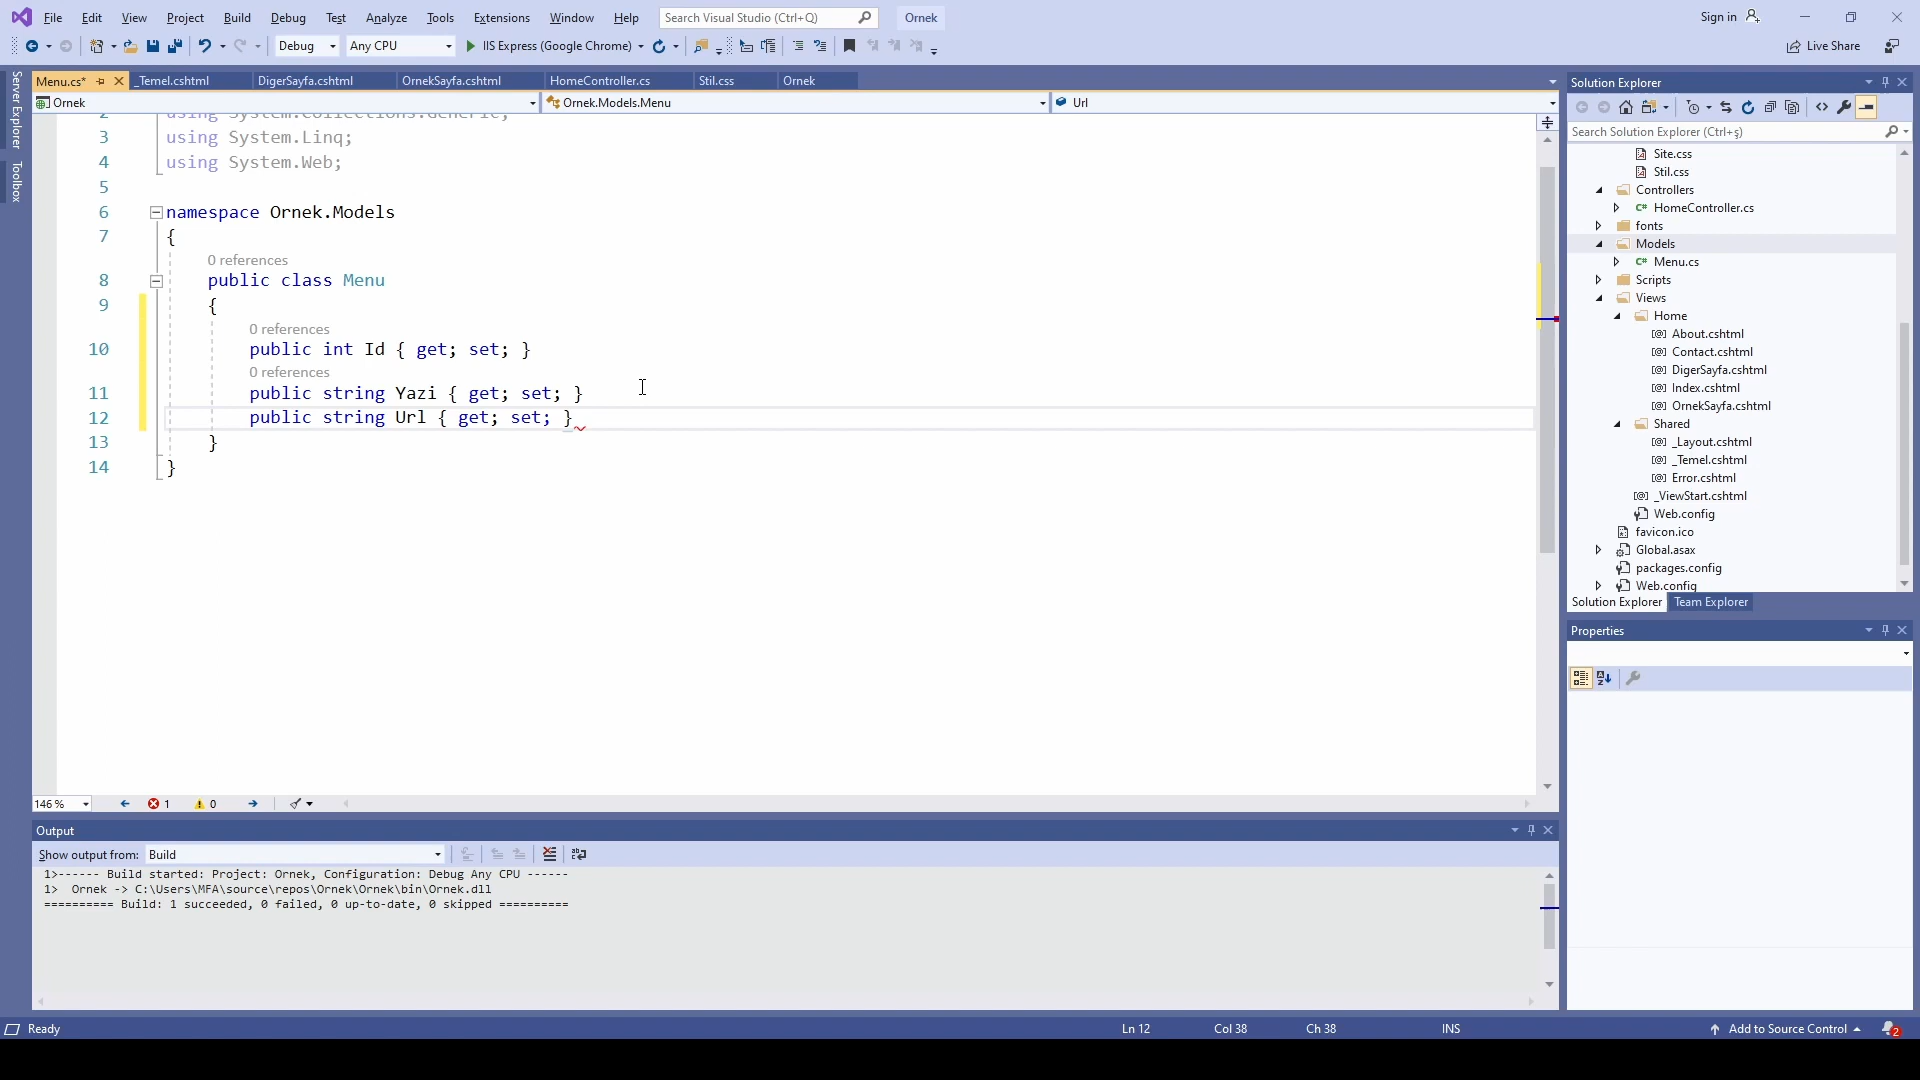 File Edit View Project Build Debug Test Analyze Tools Extensions Window Help Search Visual Studio (Ctrl+Q) Ornek Sign in
Debug Any CPU IIS Express (Google Chrome) Live Share
Server Explorer
Toolbox
Menu.cs* _Temel.cshtml DigerSayfa.cshtml OrnekSayfa.cshtml HomeController.cs Stil.css Ornek
Ornek Ornek.Models.Menu Url
2 using System.Collections.Generic;
3 using System.Linq;
4 using System.Web;
5
6 namespace Ornek.Models
7 {
0 references
8 public class Menu
9 {
0 references
10 public int Id { get; set; }
0 references
11 public string Yazi { get; set; }
12 public string Url { get; set; }
13 }
14 }
146 % 1 0
Output
Show output from: Build
1>------ Build started: Project: Ornek, Configuration: Debug Any CPU ------
1> Ornek -> C:\Users\MFA\source\repos\Ornek\Ornek\bin\Ornek.dll
========== Build: 1 succeeded, 0 failed, 0 up-to-date, 0 skipped ==========
Solution Explorer
Search Solution Explorer (Ctrl+ş)
Site.css
Stil.css
Controllers
C# HomeController.cs
fonts
Models
C# Menu.cs
Scripts
Views
Home
[@] About.cshtml
[@] Contact.cshtml
[@] DigerSayfa.cshtml
[@] Index.cshtml
[@] OrnekSayfa.cshtml
Shared
[@] _Layout.cshtml
[@] _Temel.cshtml
[@] Error.cshtml
[@] _ViewStart.cshtml
Web.config
favicon.ico
Global.asax
packages.config
Web.config
Solution Explorer Team Explorer
Properties
Ready Ln 12 Col 38 Ch 38 INS Add to Source Control 2